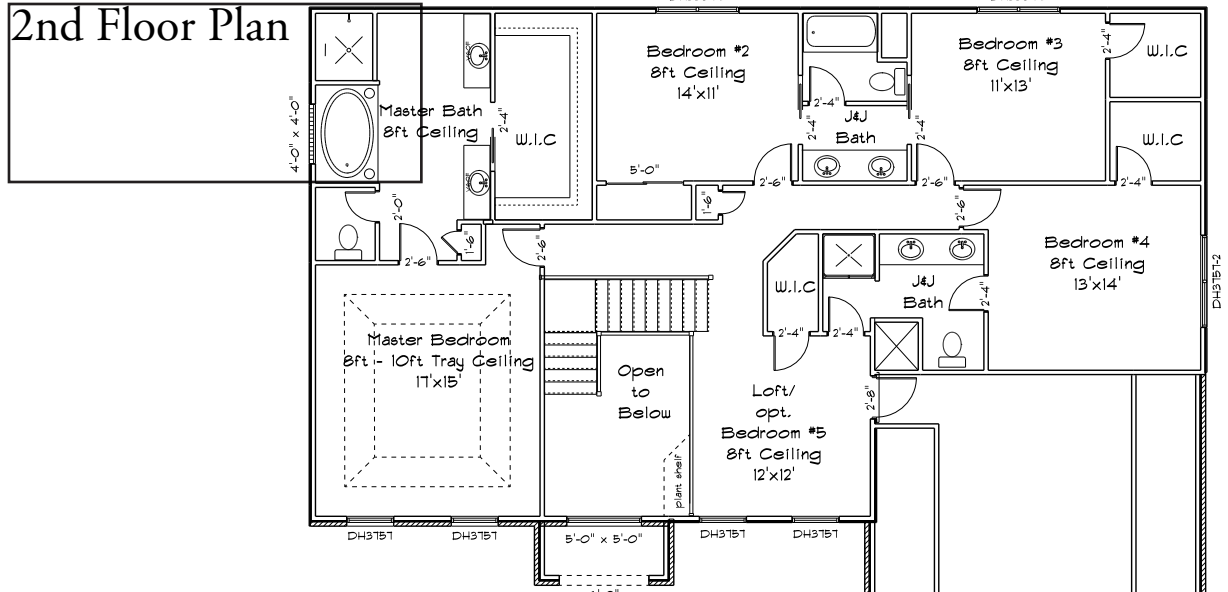 2nd Floor Plan
4'-0" x 4'-0"
Master Bath
8ft Ceiling
2'-4"
W.I.C
Bedroom #2
8ft Ceiling
14'x11'
5'-0"
2'-6"
1'-6"
2'-4"
2'-4"
J&J
Bath
2'-4"
2'-6"
Bedroom #3
8ft Ceiling
11'x13'
2'-4"
W.I.C
W.I.C
2'-4"
2'-0"
2'-6"
1'-6"
2'-6"
2'-6"
Bedroom #4
8ft Ceiling
13'x14'
DH3757-2
W.I.C
2'-4"
2'-4"
J&J
Bath
2'-4"
Master Bedroom
8ft - 10ft Tray Ceiling
17'x15'
Open
to
Below
plant shelf
Loft/
opt.
Bedroom #5
8ft Ceiling
12'x12'
2'-8"
DH3757
DH3757
5'-0" x 5'-0"
DH3757
DH3757